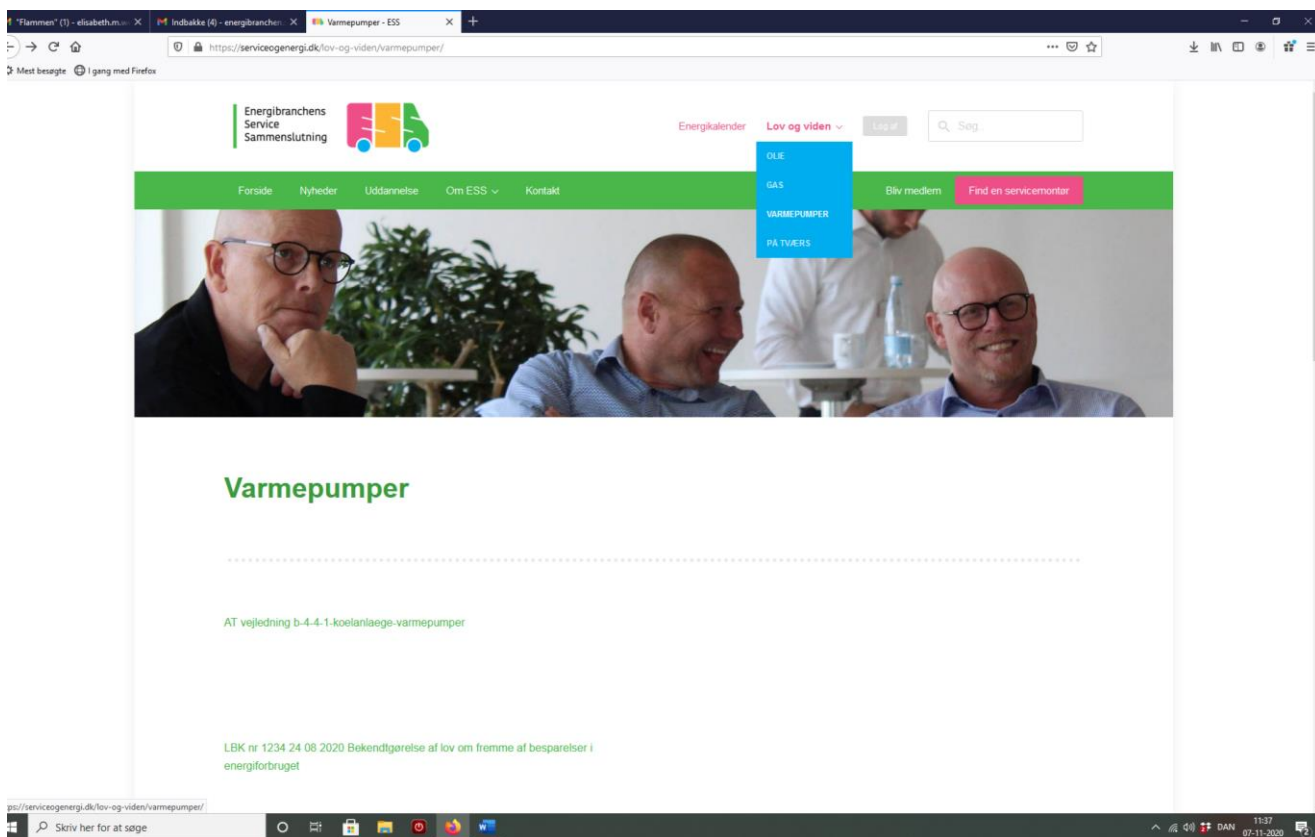 "Flammen" (1) - elisabeth.m.
Indbakke (4) - energibranchen.
Varmepumper - ESS
https://serviceogenergi.dk/lov-og-viden/varmepumper/
Mest besøgte
I gang med Firefox
Energibranchens
Service
Sammenslutning
ESS
Energikalender
Lov og viden
Log af
Søg
OLIE
GAS
VARMEPUMPER
PÅ TVÆRS
Forside Nyheder Uddannelse Om ESS Kontakt
Bliv medlem
Find en servicemontør
Varmepumper
AT vejledning b-4-4-1-koelanlaege-varmepumper
LBK nr 1234 24 08 2020 Bekendtgørelse af lov om fremme af besparelser i
energiforbruget
ps://serviceogenergi.dk/lov-og-viden/varmepumper/
Skriv her for at søge
DAN
11:37
07-11-2020